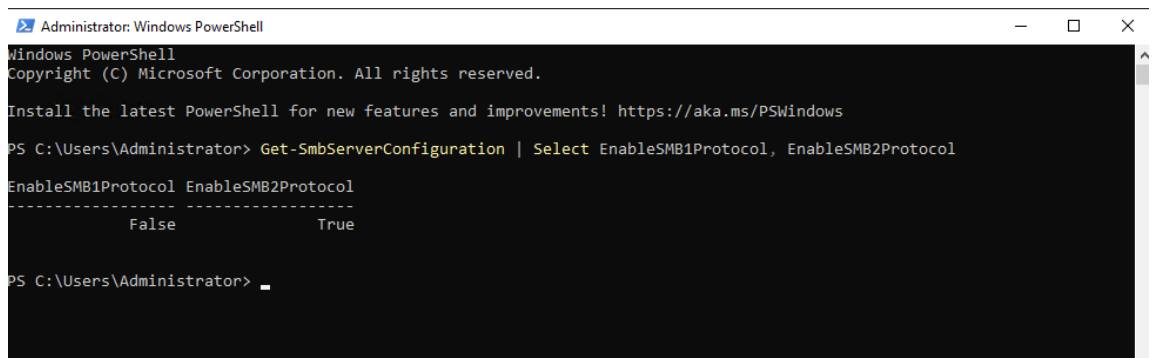 Administrator: Windows PowerShell
Windows PowerShell
Copyright (C) Microsoft Corporation. All rights reserved.
Install the latest PowerShell for new features and improvements! https://aka.ms/PSWindows
PS C:\Users\Administrator> Get-SmbServerConfiguration | Select EnableSMB1Protocol, EnableSMB2Protocol
EnableSMB1Protocol EnableSMB2Protocol
------------------ ------------------
False True
PS C:\Users\Administrator>